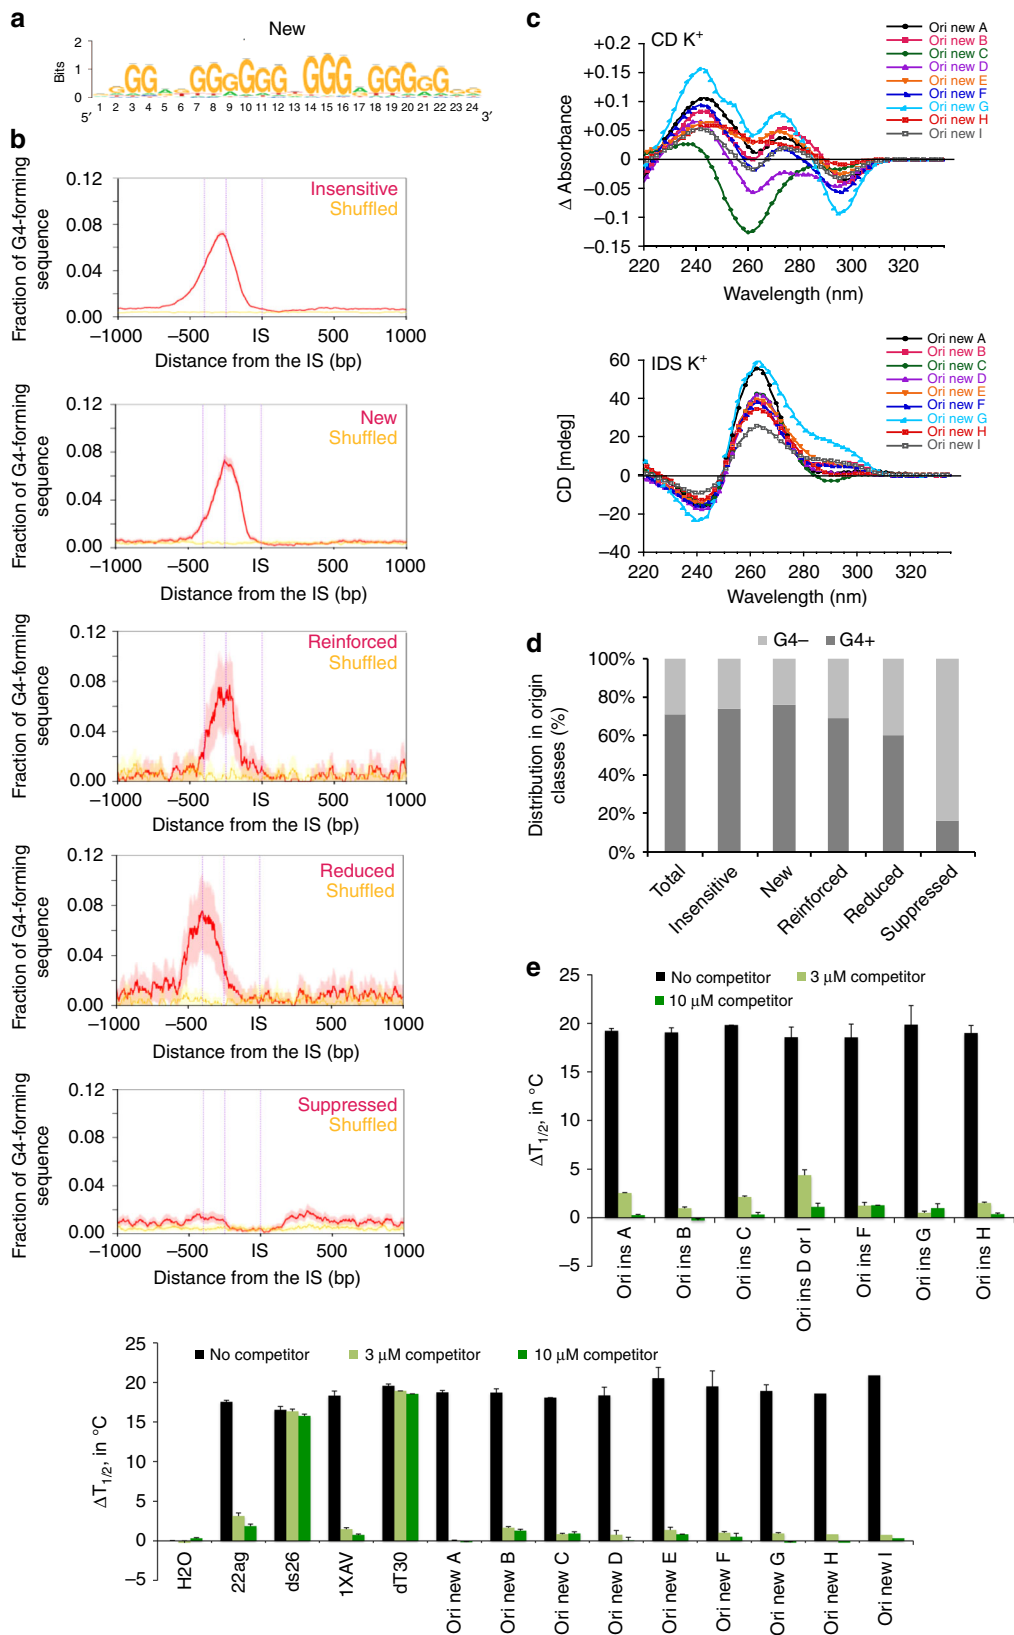 a
New
2
1
0
Bits
GG GGGGGG GGG GGGGG
1 2 3 4 5 6 7 8 9 10 11 12 13 14 15 16 17 18 19 20 21 22 23 24
5′ 3′
b
Fraction of G4-forming sequence
0.12
0.08
0.04
0.00
Insensitive
Shuffled
−1000 −500 IS 500 1000
Distance from the IS (bp)
Fraction of G4-forming sequence
0.12
0.08
0.04
0.00
New
Shuffled
−1000 −500 IS 500 1000
Distance from the IS (bp)
Fraction of G4-forming sequence
0.12
0.08
0.04
0.00
Reinforced
Shuffled
−1000 −500 IS 500 1000
Distance from the IS (bp)
Fraction of G4-forming sequence
0.12
0.08
0.04
0.00
Reduced
Shuffled
−1000 −500 IS 500 1000
Distance from the IS (bp)
Fraction of G4-forming sequence
0.12
0.08
0.04
0.00
Suppressed
Shuffled
−1000 −500 IS 500 1000
Distance from the IS (bp)
c
CD K⁺
Δ Absorbance
+0.2
+0.15
+0.1
+0.05
0
−0.05
−0.1
−0.15
220 240 260 280 300 320
Wavelength (nm)
Ori new A
Ori new B
Ori new C
Ori new D
Ori new E
Ori new F
Ori new G
Ori new H
Ori new I
IDS K⁺
CD [mdeg]
60
40
20
0
−20
−40
220 240 260 280 300 320
Wavelength (nm)
Ori new A
Ori new B
Ori new C
Ori new D
Ori new E
Ori new F
Ori new G
Ori new H
Ori new I
d
G4− G4+
Distribution in origin classes (%)
100%
80%
60%
40%
20%
0%
Total Insensitive New Reinforced Reduced Suppressed
e
No competitor 3 μM competitor
10 μM competitor
ΔT1/2, in °C
25
20
15
10
5
0
−5
Ori ins A Ori ins B Ori ins C Ori ins D or I Ori ins F Ori ins G Ori ins H
No competitor 3 μM competitor 10 μM competitor
ΔT1/2, in °C
25
20
15
10
5
0
−5
H2O 22ag ds26 1XAV dT30 Ori new A Ori new B Ori new C Ori new D Ori new E Ori new F Ori new G Ori new H Ori new I